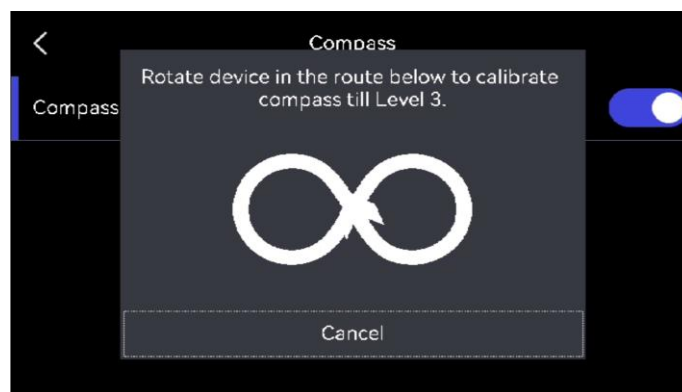 Compass
Rotate device in the route below to calibrate
compass till Level 3.
Compass
Cancel